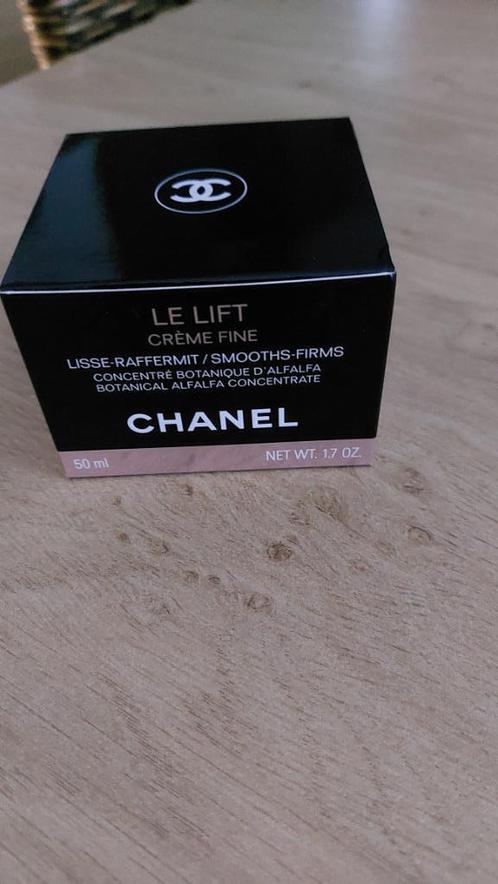 LE LIFT
CRÈME FINE
LISSE-RAFFERMIT / SMOOTHS-FIRMS
CONCENTRÉ BOTANIQUE D'ALFALFA
BOTANICAL ALFALFA CONCENTRATE
CHANEL
50 ml NET WT. 1.7 OZ.